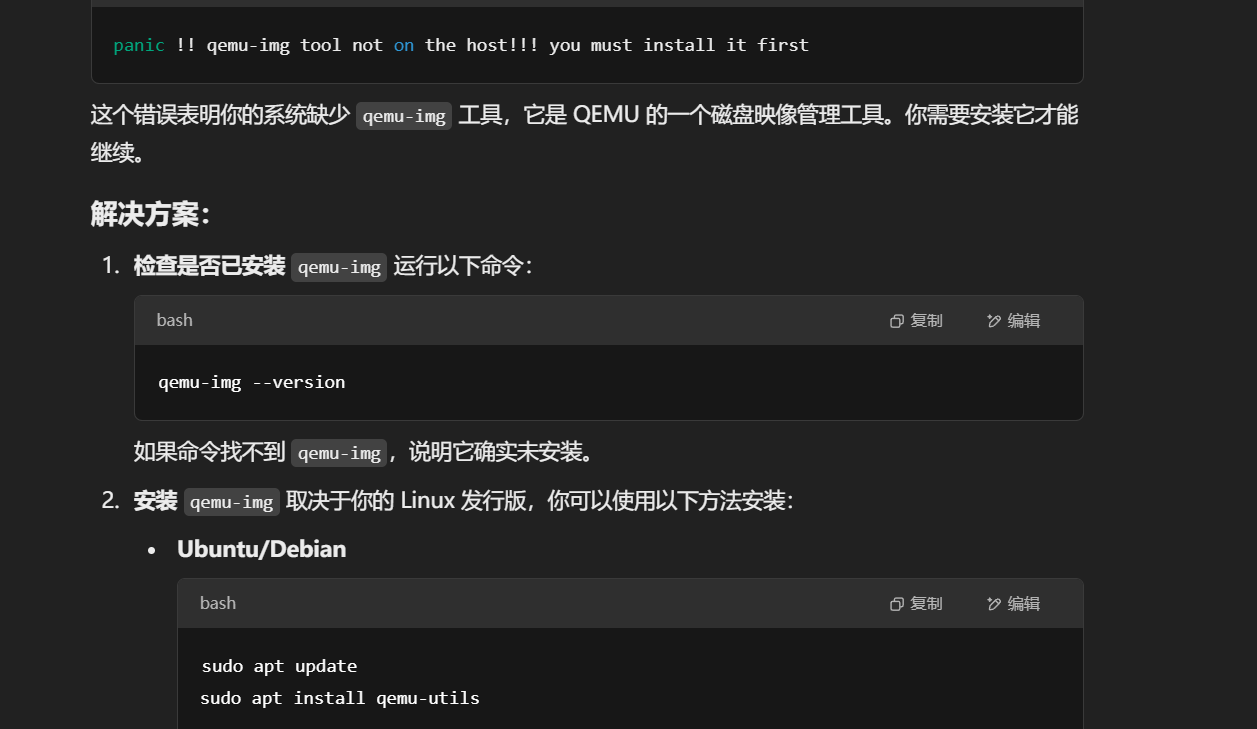 panic !! qemu-img tool not on the host!!! you must install it first
这个错误表明你的系统缺少 qemu-img 工具，它是 QEMU 的一个磁盘映像管理工具。你需要安装它才能
继续。
解决方案：
1. 检查是否已安装 qemu-img 运行以下命令：
bash 复制 编辑
qemu-img --version
如果命令找不到 qemu-img，说明它确实未安装。
2. 安装 qemu-img 取决于你的 Linux 发行版，你可以使用以下方法安装：
• Ubuntu/Debian
bash 复制 编辑
sudo apt update
sudo apt install qemu-utils